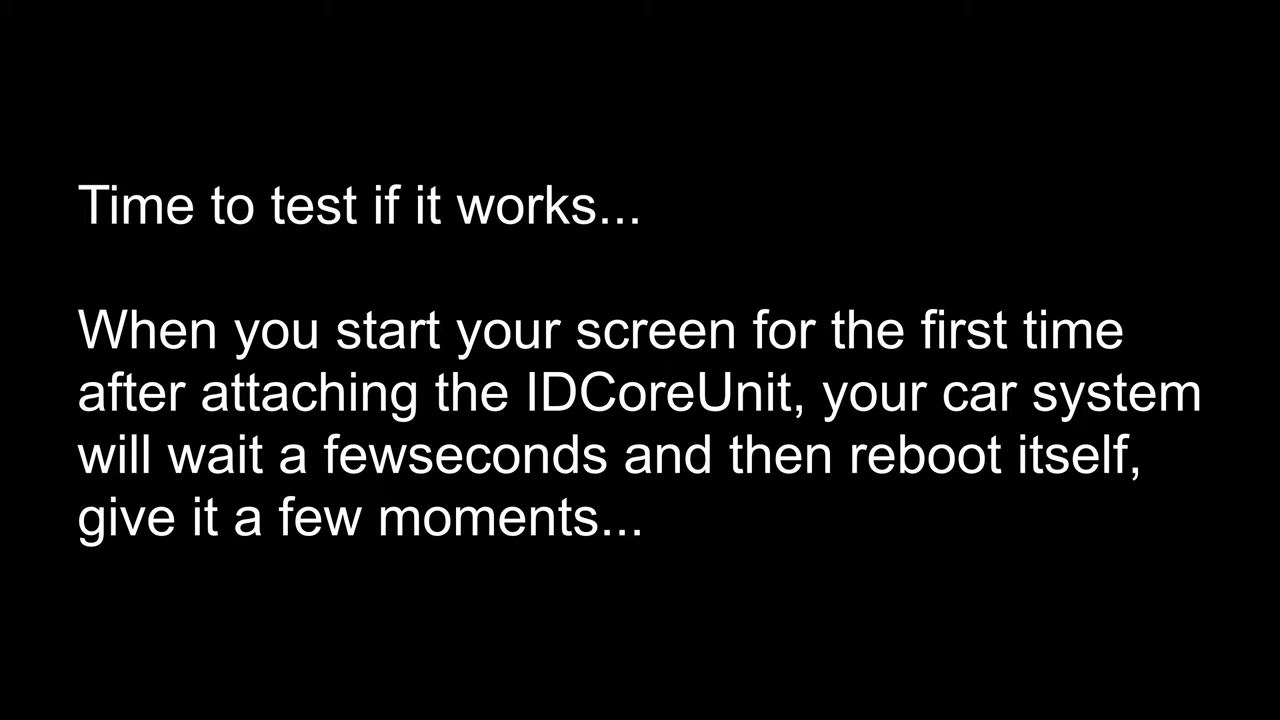 Time to test if it works...
When you start your screen for the first time
after attaching the IDCoreUnit, your car system
will wait a fewseconds and then reboot itself,
give it a few moments...